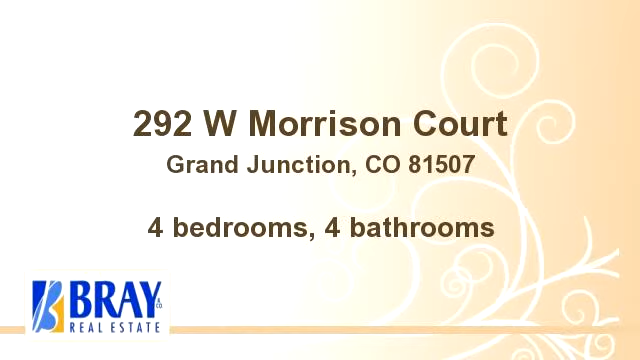 292 W Morrison Court
Grand Junction, CO 81507
4 bedrooms, 4 bathrooms
BRAY & CO.
REAL ESTATE